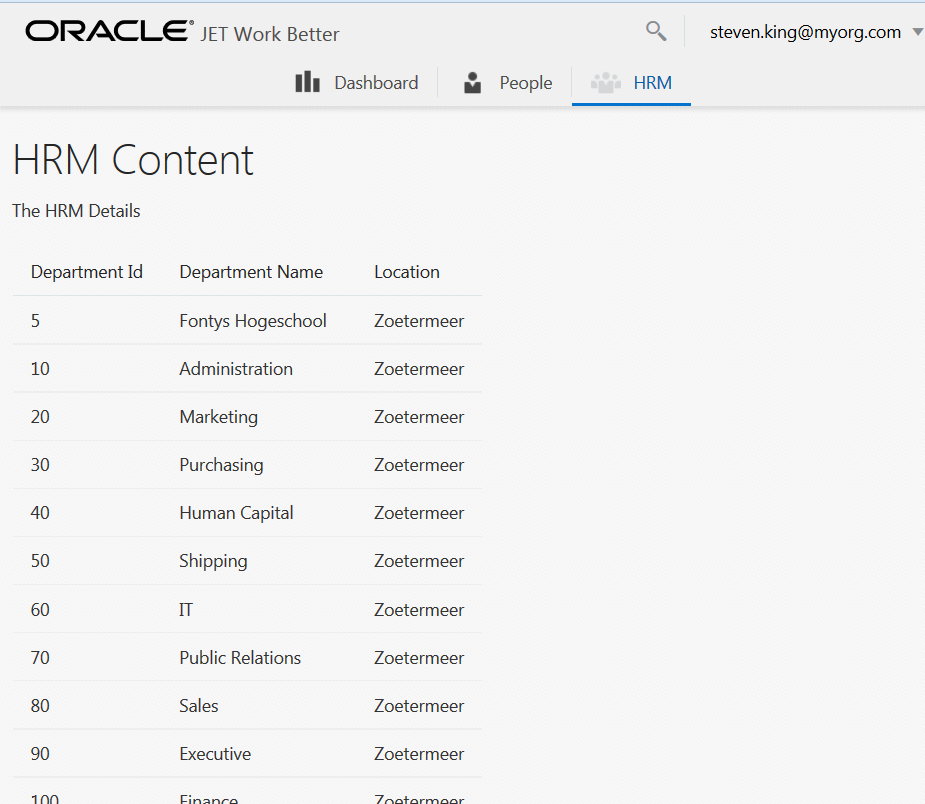 ORACLE® JET Work Better steven.king@myorg.com
Dashboard People HRM
HRM Content
The HRM Details
Department Id Department Name Location
5 Fontys Hogeschool Zoetermeer
10 Administration Zoetermeer
20 Marketing Zoetermeer
30 Purchasing Zoetermeer
40 Human Capital Zoetermeer
50 Shipping Zoetermeer
60 IT Zoetermeer
70 Public Relations Zoetermeer
80 Sales Zoetermeer
90 Executive Zoetermeer
100 Finance Zoetermeer